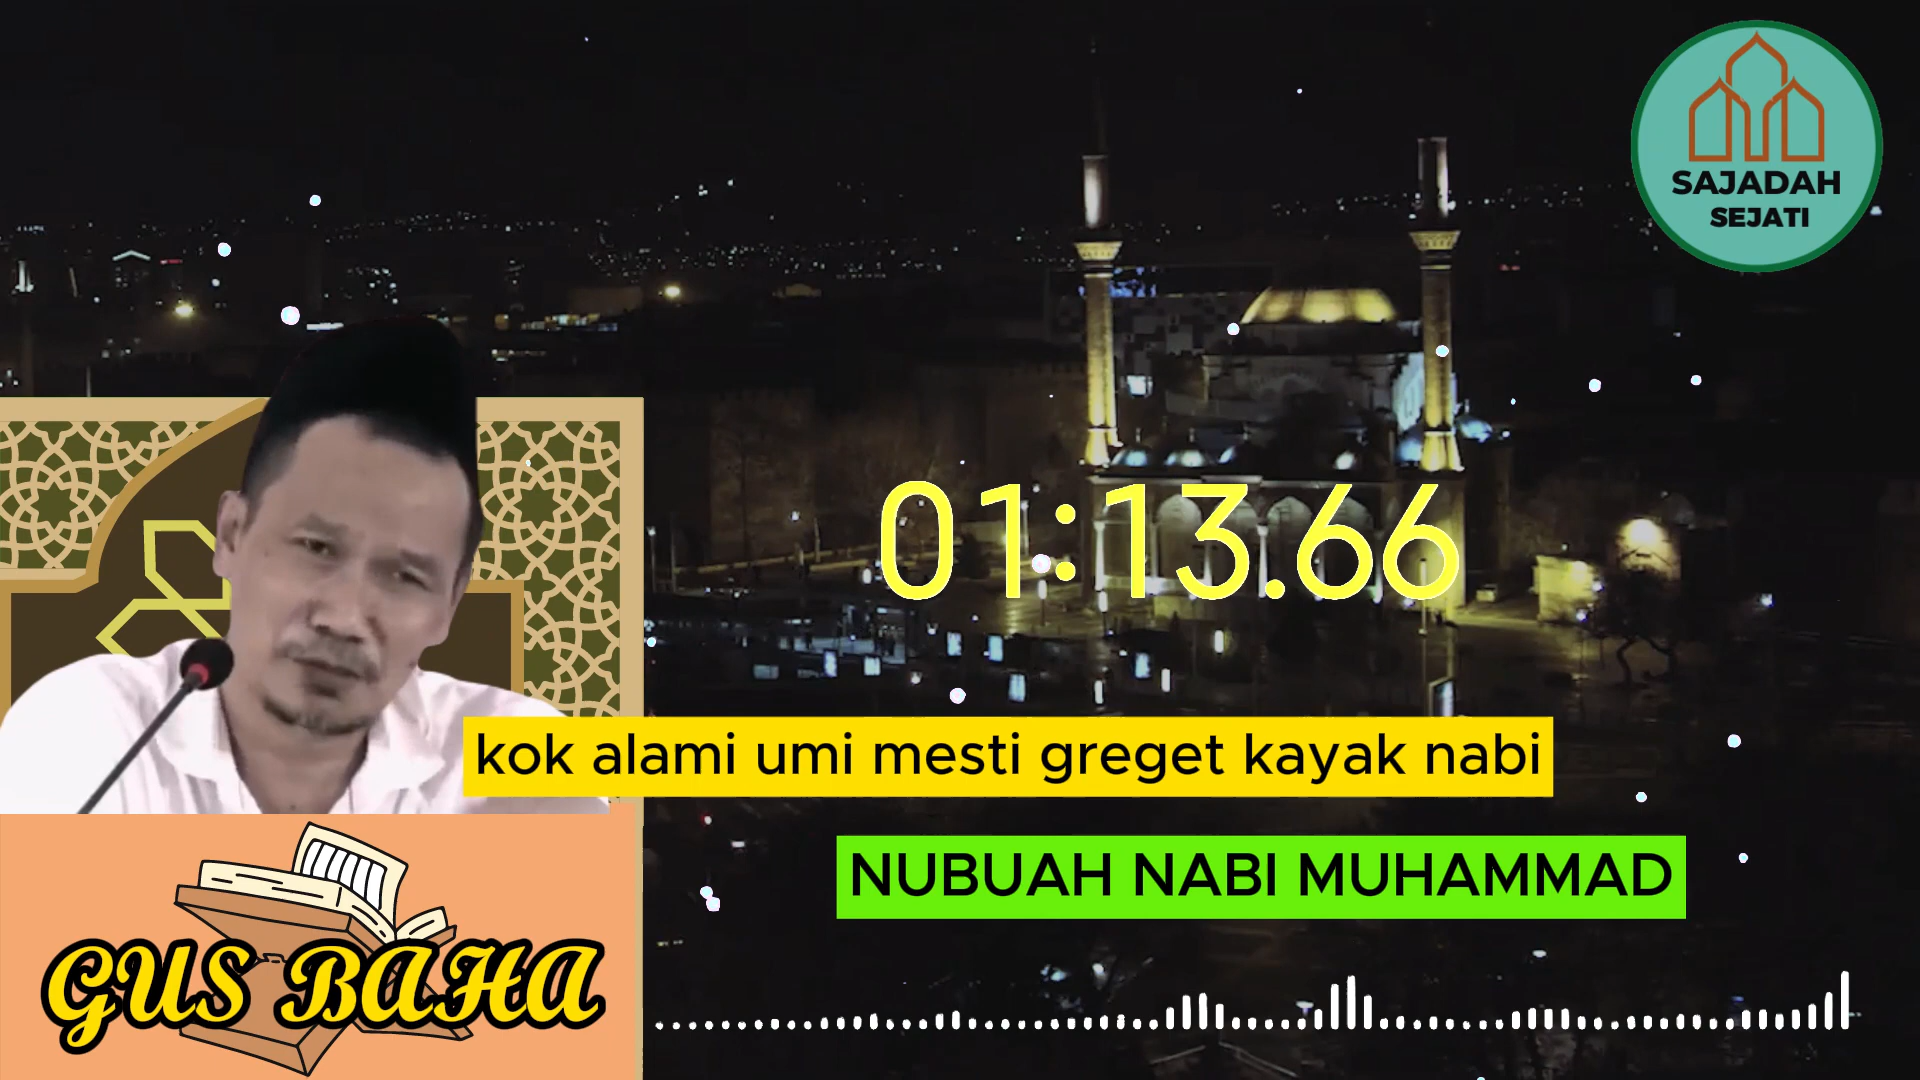 SAJADAH
SEJATI
01:13.66
kok alami umi mesti greget kayak nabi
NUBUAH NABI MUHAMMAD
GUS BAHA